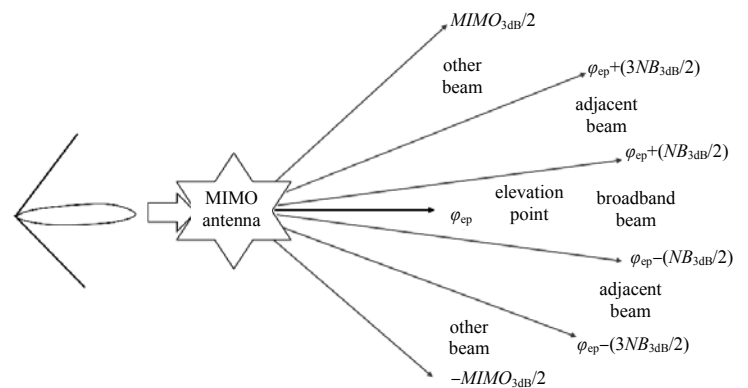 MIMO3dB/2
other
beam
φep+(3NB3dB/2)
adjacent
beam
φep+(NB3dB/2)
MIMO
antenna
elevation
point
φep
broadband
beam
φep−(NB3dB/2)
adjacent
beam
other
beam
φep−(3NB3dB/2)
−MIMO3dB/2